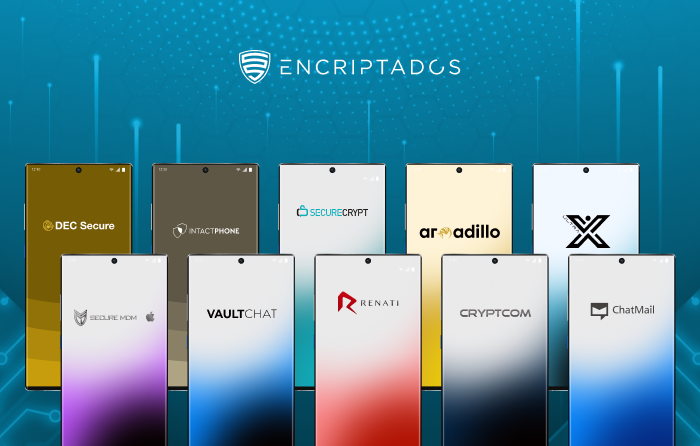 ENCRIPTADOS
DEC Secure
INTACTPHONE
SECURECRYPT
armadillo
X
SECURE MDM
VAULTCHAT
RENATI
CRYPTCOM
ChatMail